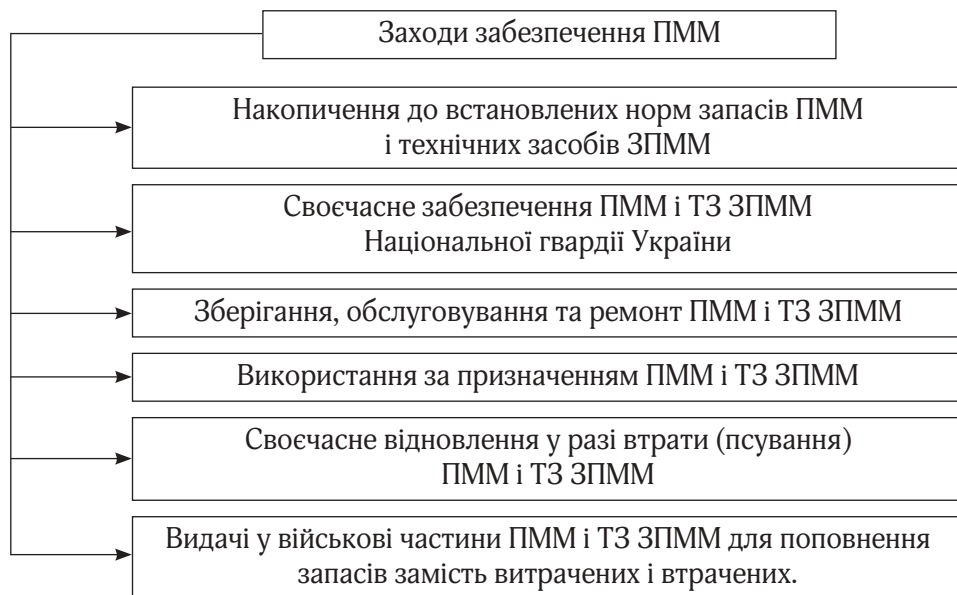 Заходи забезпечення ПММ
Накопичення до встановлених норм запасів ПММ
і технічних засобів ЗПММ
Своєчасне забезпечення ПММ і ТЗ ЗПММ
Національної гвардії України
Зберігання, обслуговування та ремонт ПММ і ТЗ ЗПММ
Використання за призначенням ПММ і ТЗ ЗПММ
Своєчасне відновлення у разі втрати (псування)
ПММ і ТЗ ЗПММ
Видачі у військові частини ПММ і ТЗ ЗПММ для поповнення
запасів замість витрачених і втрачених.